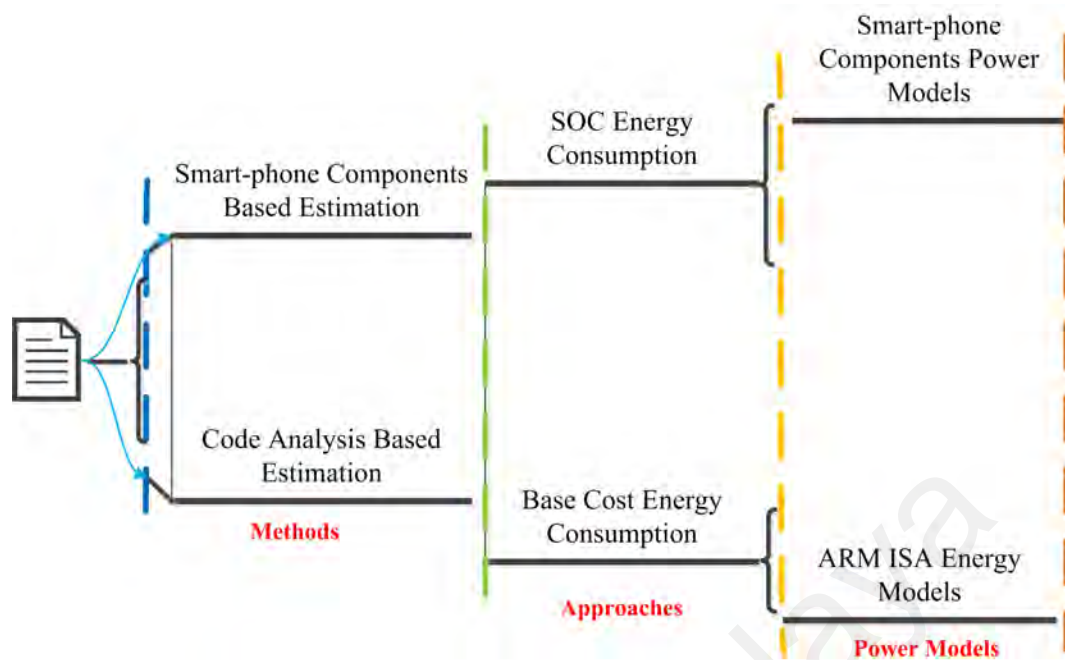 Smart-phone
Components Power
Models
SOC Energy
Consumption
Smart-phone Components
Based Estimation
Code Analysis Based
Estimation
Methods
Base Cost Energy
Consumption
Approaches
ARM ISA Energy
Models
Power Models